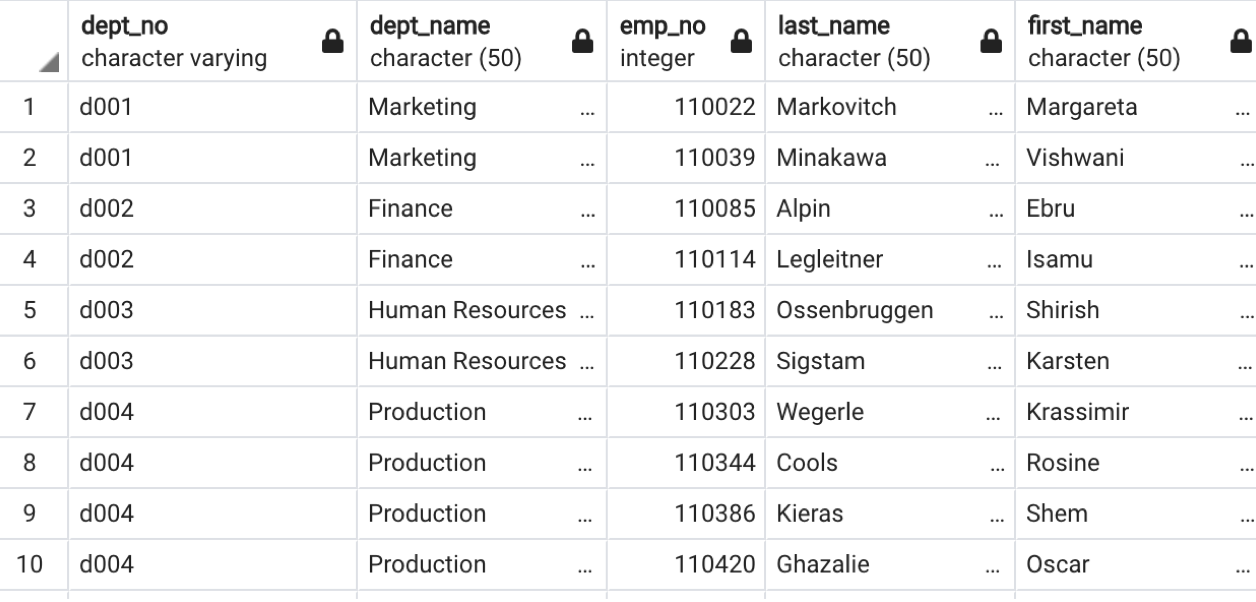 dept_no dept_name emp_no last_name first_name
character varying character (50) integer character (50) character (50)
1 d001 Marketing ... 110022 Markovitch ... Margareta ...
2 d001 Marketing ... 110039 Minakawa ... Vishwani ...
3 d002 Finance ... 110085 Alpin ... Ebru ...
4 d002 Finance ... 110114 Legleitner ... Isamu ...
5 d003 Human Resources ... 110183 Ossenbruggen ... Shirish ...
6 d003 Human Resources ... 110228 Sigstam ... Karsten ...
7 d004 Production ... 110303 Wegerle ... Krassimir ...
8 d004 Production ... 110344 Cools ... Rosine ...
9 d004 Production ... 110386 Kieras ... Shem ...
10 d004 Production ... 110420 Ghazalie ... Oscar ...